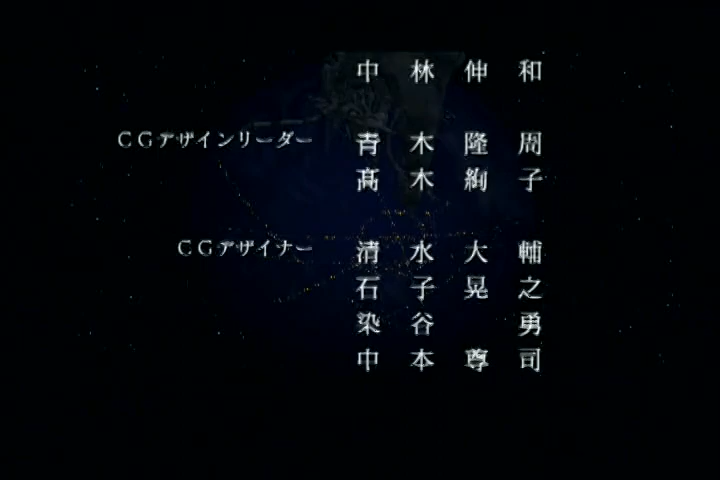 中林伸和
CGデザインリーダー 青木隆周
髙木絢子
CGデザイナー 清水大輔
石子晃之
染谷 勇
中本尊司